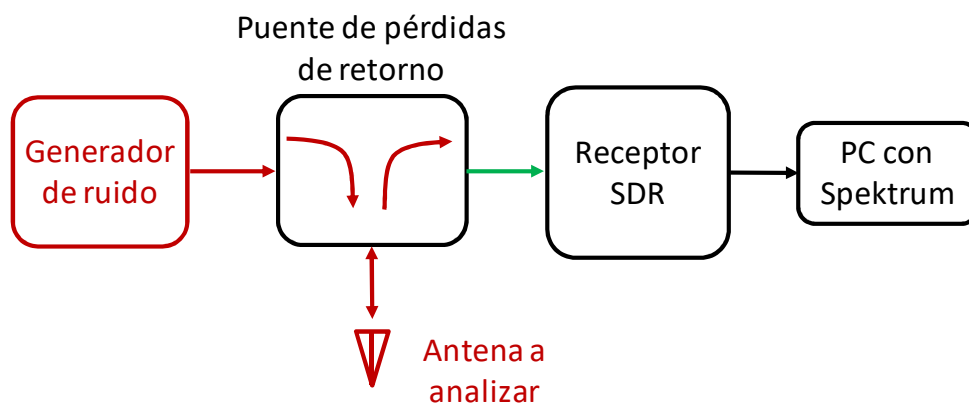 Puente de pérdidas
de retorno
Generador
de ruido
Receptor
SDR
PC con
Spektrum
Antena a
analizar